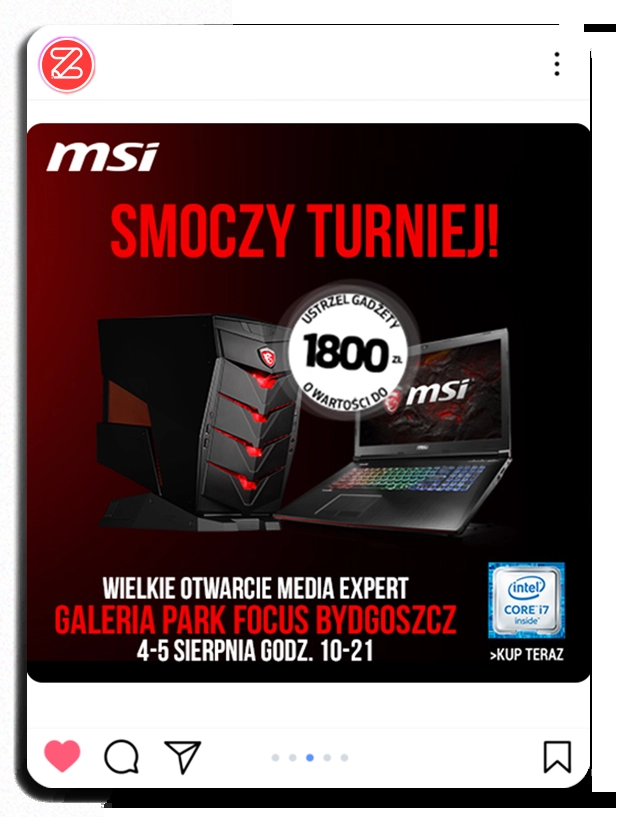 msi
SMOCZY TURNIEJ!
USTRZEL GADŻETY
1800 ZŁ
O WARTOŚCI DO
msi
msi
WIELKIE OTWARCIE MEDIA EXPERT
GALERIA PARK FOCUS BYDGOSZCZ
4-5 SIERPNIA GODZ. 10-21
intel
CORE i7
inside
>KUP TERAZ